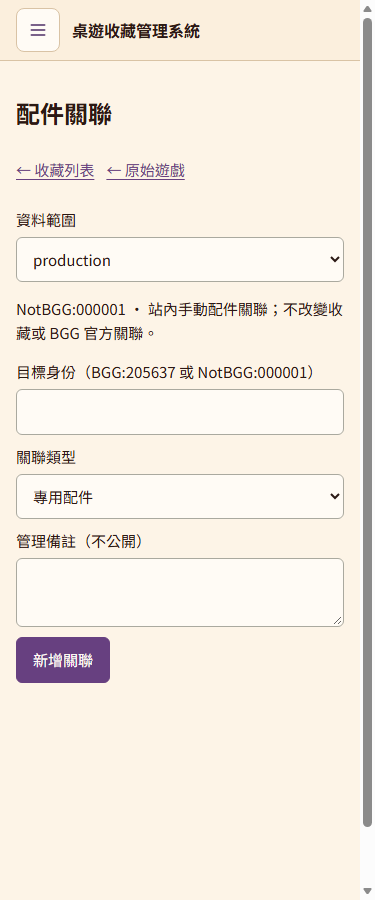 桌遊收藏管理系統
配件關聯
← 收藏列表 ← 原始遊戲
資料範圍
production
NotBGG:000001 · 站內手動配件關聯；不改變收
藏或 BGG 官方關聯。
目標身份（BGG:205637 或 NotBGG:000001）
關聯類型
專用配件
管理備註（不公開）
新增關聯